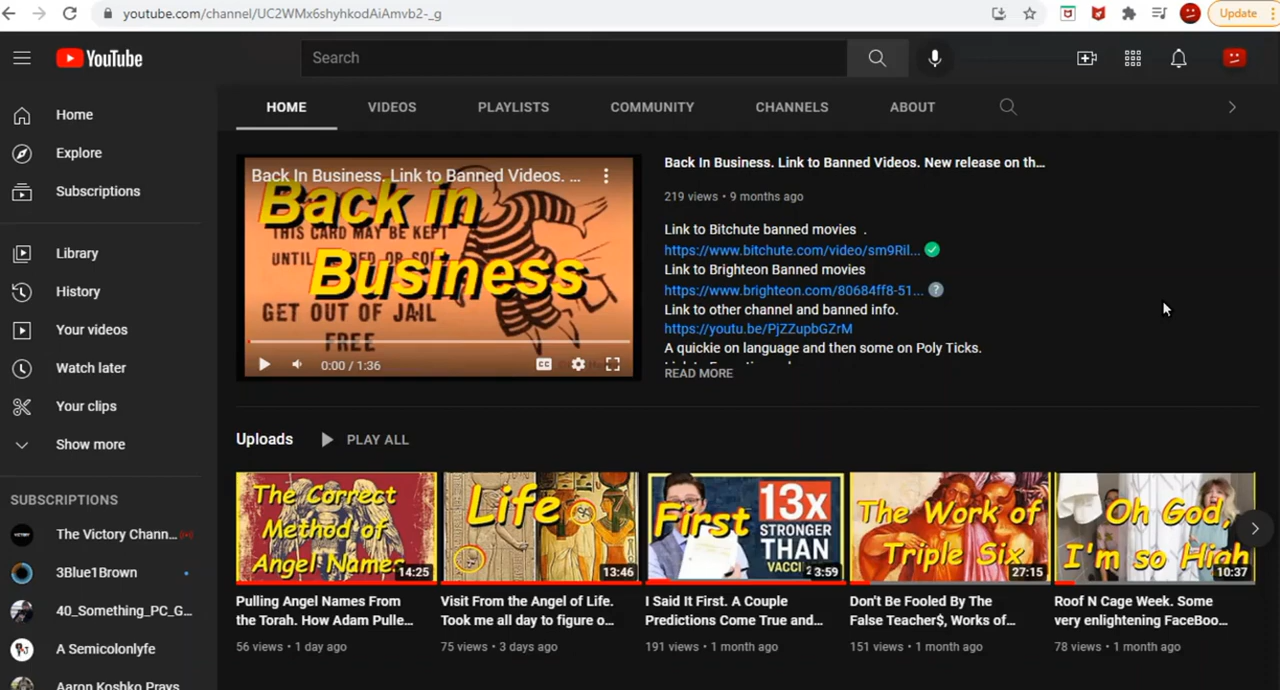 youtube.com/channel/UC2WMx6shyhkodAiAmvb2-_g
Update
YouTube
Search
Home
Explore
Subscriptions
Library
History
Your videos
Watch later
Your clips
Show more
SUBSCRIPTIONS
The Victory Chann...
3Blue1Brown
40_Something_PC_G...
A Semicolonlyfe
Aaron Koshko Prays
HOME
VIDEOS
PLAYLISTS
COMMUNITY
CHANNELS
ABOUT
Back In Business. Link to Banned Videos. ...
Back in
THIS CARD MAY BE KEPT
UNTIL
Business
GET OUT OF JAIL
FREE
0:00 / 1:36
CC
Back In Business. Link to Banned Videos. New release on th...
219 views • 9 months ago
Link to Bitchute banned movies .
https://www.bitchute.com/video/sm9Ril...
Link to Brighteon Banned movies
https://www.brighteon.com/80684ff8-51...
Link to other channel and banned info.
https://youtu.be/PjZZupbGZrM
A quickie on language and then some on Poly Ticks.
READ MORE
Uploads
PLAY ALL
The Correct
Method of
Angel Names
14:25
Pulling Angel Names From
the Torah. How Adam Pulle...
56 views • 1 day ago
Life
13:46
Visit From the Angel of Life.
Took me all day to figure o...
75 views • 3 days ago
First
13X
STRONGER
THAN
VACCI
3:59
I Said It First. A Couple
Predictions Come True and...
191 views • 1 month ago
The Work of
Triple Six
27:15
Don't Be Fooled By The
False Teacher$, Works of...
151 views • 1 month ago
Oh God,
I'm so High
10:37
Roof N Cage Week. Some
very enlightening FaceBoo...
78 views • 1 month ago